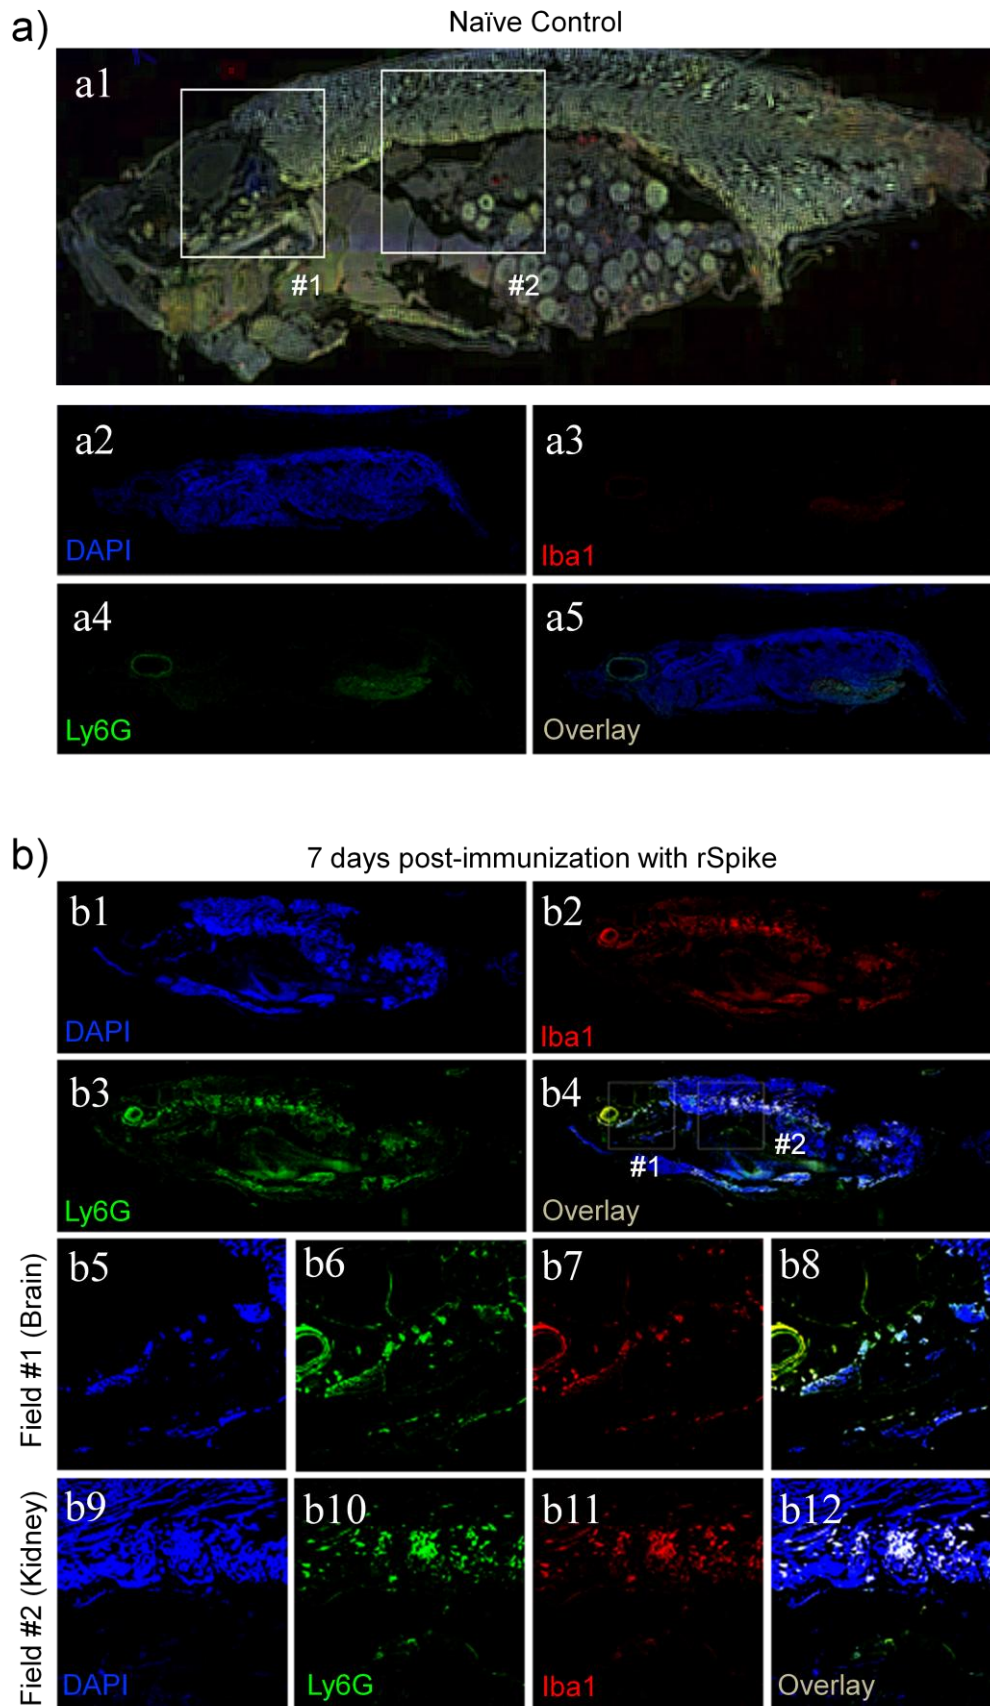 a)
Naïve Control
a1
#1
#2
a2
DAPI
a3
Iba1
a4
Ly6G
a5
Overlay
b)
7 days post-immunization with rSpike
b1
DAPI
b2
Iba1
b3
Ly6G
b4
#1
#2
Overlay
Field #1 (Brain)
b5
b6
b7
b8
Field #2 (Kidney)
b9
DAPI
b10
Ly6G
b11
Iba1
b12
Overlay